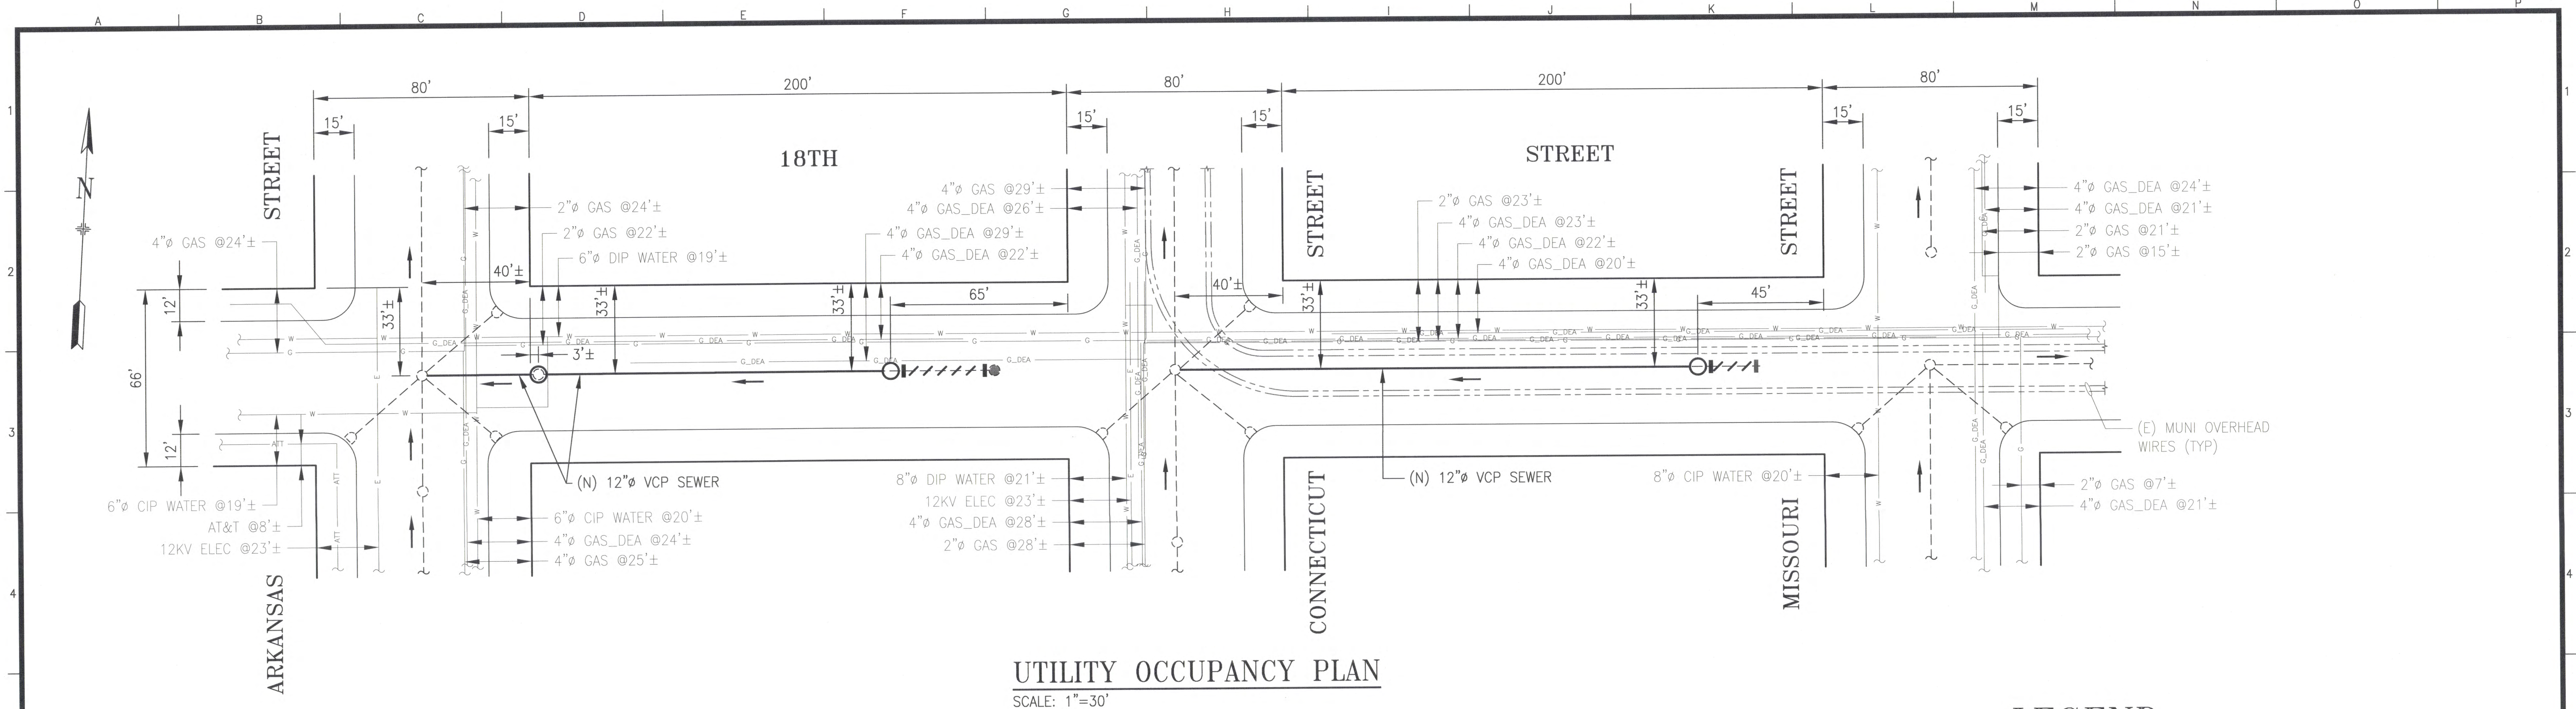 A B C D E F G H I J K L M N O P
80' 200' 80' 200' 80'
1 1
15' 15' 15' 15' 15' 15'
18TH STREET
STREET STREET STREET
N
4"ø GAS @24'±
2"ø GAS @24'±
2"ø GAS @22'±
6"ø DIP WATER @19'±
4"ø GAS @29'±
4"ø GAS_DEA @26'±
4"ø GAS_DEA @29'±
4"ø GAS_DEA @22'±
2"ø GAS @23'±
4"ø GAS_DEA @23'±
4"ø GAS_DEA @22'±
4"ø GAS_DEA @20'±
4"ø GAS_DEA @24'±
4"ø GAS_DEA @21'±
2"ø GAS @21'±
2"ø GAS @15'±
2 2
40'± 40'±
12' 33'± 33'± 33'± 65' 33'± 33'± 45'
66'
3'±
3 3
12'
(E) MUNI OVERHEAD
WIRES (TYP)
(N) 12"ø VCP SEWER
(N) 12"ø VCP SEWER
6"ø CIP WATER @19'±
AT&T @8'±
12KV ELEC @23'±
6"ø CIP WATER @20'±
4"ø GAS_DEA @24'±
4"ø GAS @25'±
8"ø DIP WATER @21'±
12KV ELEC @23'±
4"ø GAS_DEA @28'±
2"ø GAS @28'±
8"ø CIP WATER @20'±
2"ø GAS @7'±
4"ø GAS_DEA @21'±
4 4
ARKANSAS
CONNECTICUT
MISSOURI
UTILITY OCCUPANCY PLAN
SCALE: 1"=30'
LEGEND